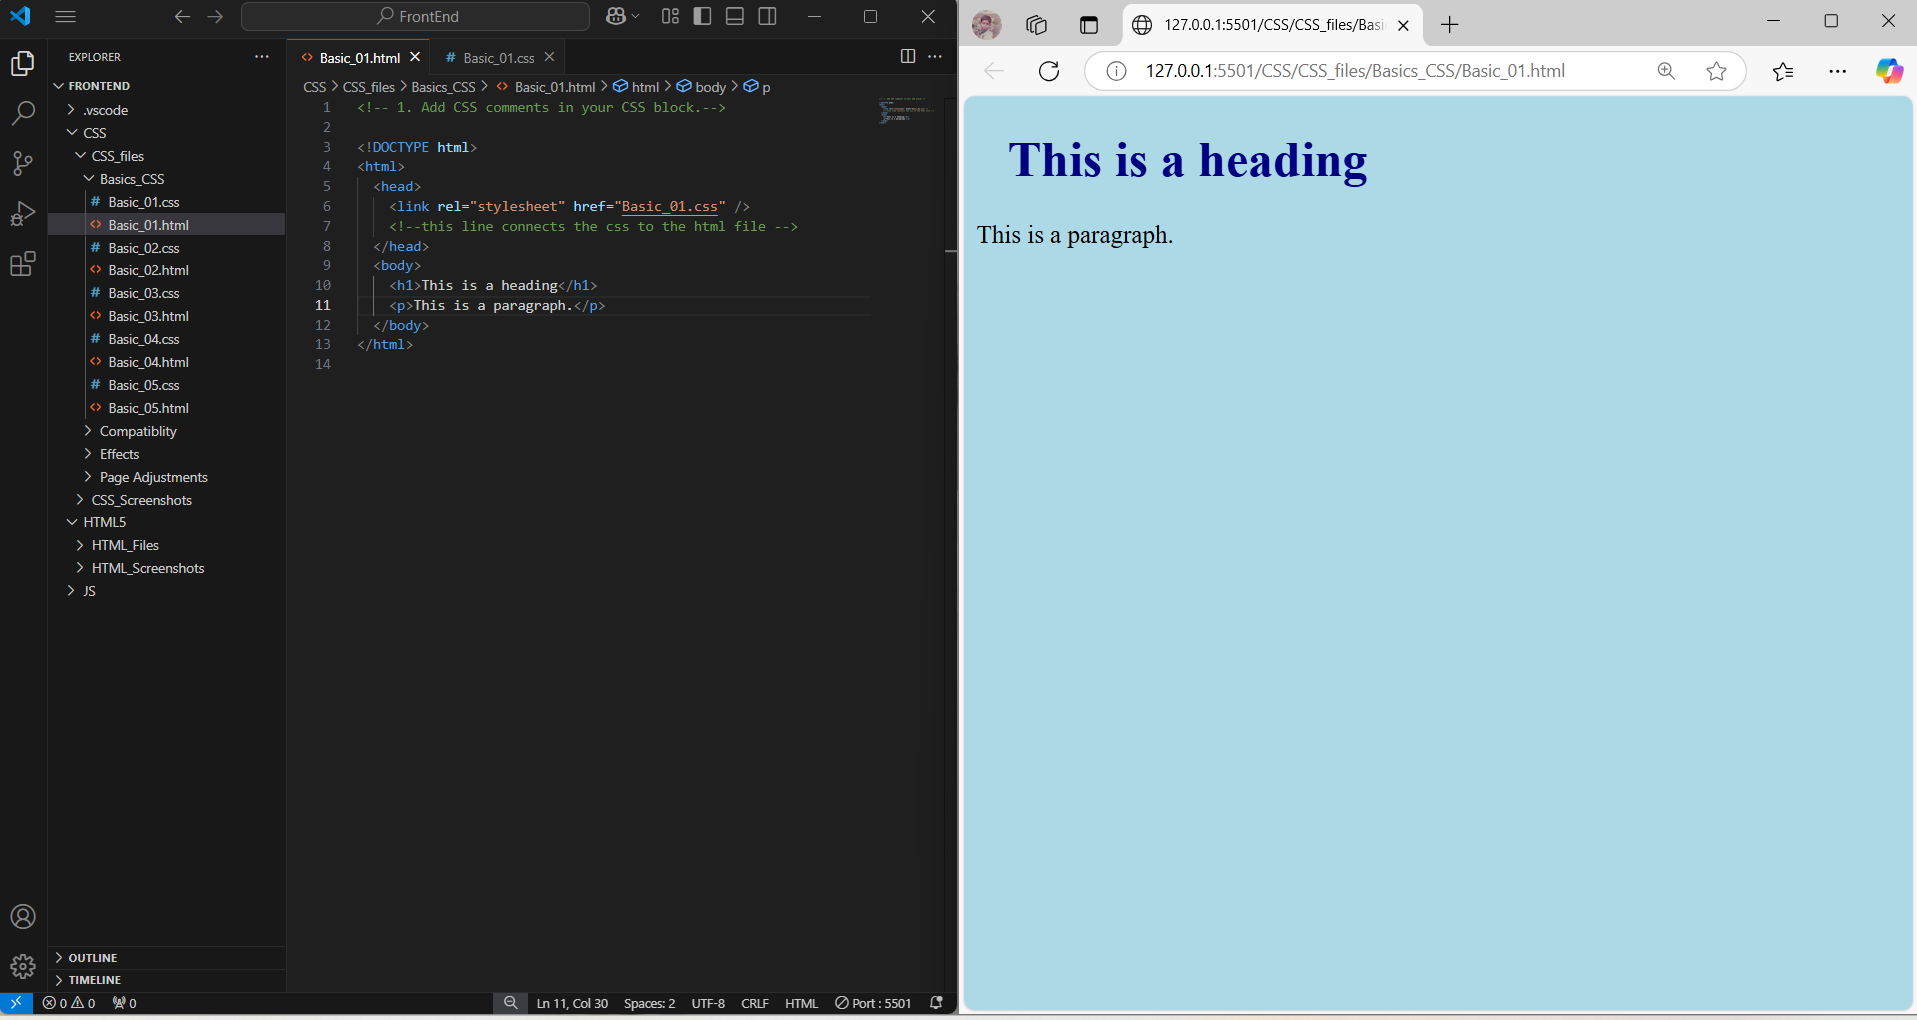 FrontEnd
EXPLORER
FRONTEND
.vscode
CSS
CSS_files
Basics_CSS
# Basic_01.css
<> Basic_01.html
# Basic_02.css
<> Basic_02.html
# Basic_03.css
<> Basic_03.html
# Basic_04.css
<> Basic_04.html
# Basic_05.css
<> Basic_05.html
Compatiblity
Effects
Page Adjustments
CSS_Screenshots
HTML5
HTML_Files
HTML_Screenshots
JS
OUTLINE
TIMELINE
<> Basic_01.html
# Basic_01.css
CSS > CSS_files > Basics_CSS > <> Basic_01.html > html > body > p
1 <!-- 1. Add CSS comments in your CSS block.-->
2
3 <!DOCTYPE html>
4 <html>
5 <head>
6 <link rel="stylesheet" href="Basic_01.css" />
7 <!--this line connects the css to the html file -->
8 </head>
9 <body>
10 <h1>This is a heading</h1>
11 <p>This is a paragraph.</p>
12 </body>
13 </html>
14
0 0 0 Ln 11, Col 30 Spaces: 2 UTF-8 CRLF HTML Port : 5501
127.0.0.1:5501/CSS/CSS_files/Basi
127.0.0.1:5501/CSS/CSS_files/Basics_CSS/Basic_01.html
This is a heading
This is a paragraph.